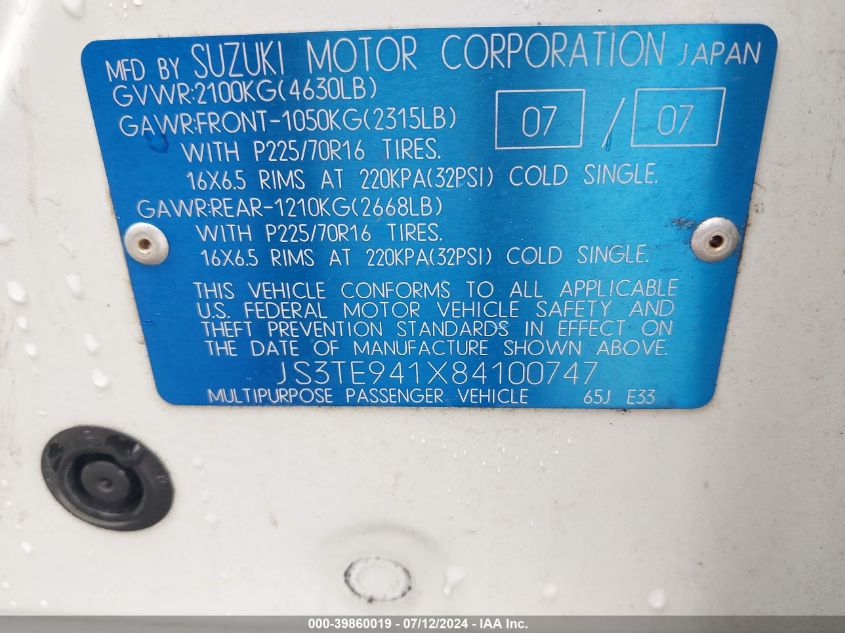 MFD BY SUZUKI MOTOR CORPORATION JAPAN
GVWR:2100KG(4630LB)
GAWR:FRONT-1050KG(2315LB) 07 / 07
WITH P225/70R16 TIRES.
16X6.5 RIMS AT 220KPA(32PSI) COLD SINGLE.
GAWR:REAR-1210KG(2668LB)
WITH P225/70R16 TIRES.
16X6.5 RIMS AT 220KPA(32PSI) COLD SINGLE.
THIS VEHICLE CONFORMS TO ALL APPLICABLE
U.S. FEDERAL MOTOR VEHICLE SAFETY AND
THEFT PREVENTION STANDARDS IN EFFECT ON
THE DATE OF MANUFACTURE SHOWN ABOVE.
JS3TE941X84100747
MULTIPURPOSE PASSENGER VEHICLE 65J E33
000-39860019 - 07/12/2024 - IAA Inc.